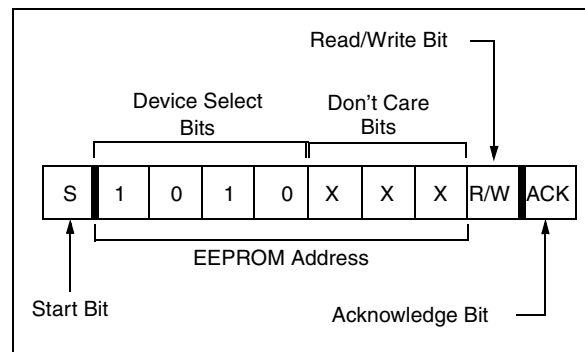 Read/Write Bit
Device Select
Bits
Don't Care
Bits
S 1 0 1 0 X X X R/W ACK
EEPROM Address
Start Bit
Acknowledge Bit